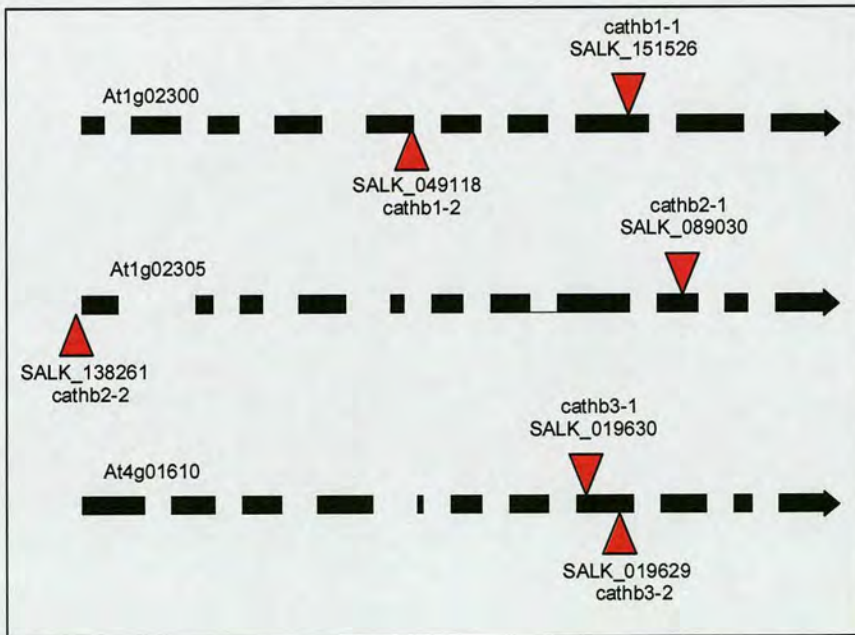 cathb1-1
SALK_151526
At1g02300
SALK_049118
cathb1-2
cathb2-1
SALK_089030
At1g02305
SALK_138261
cathb2-2
cathb3-1
SALK_019630
At4g01610
SALK_019629
cathb3-2